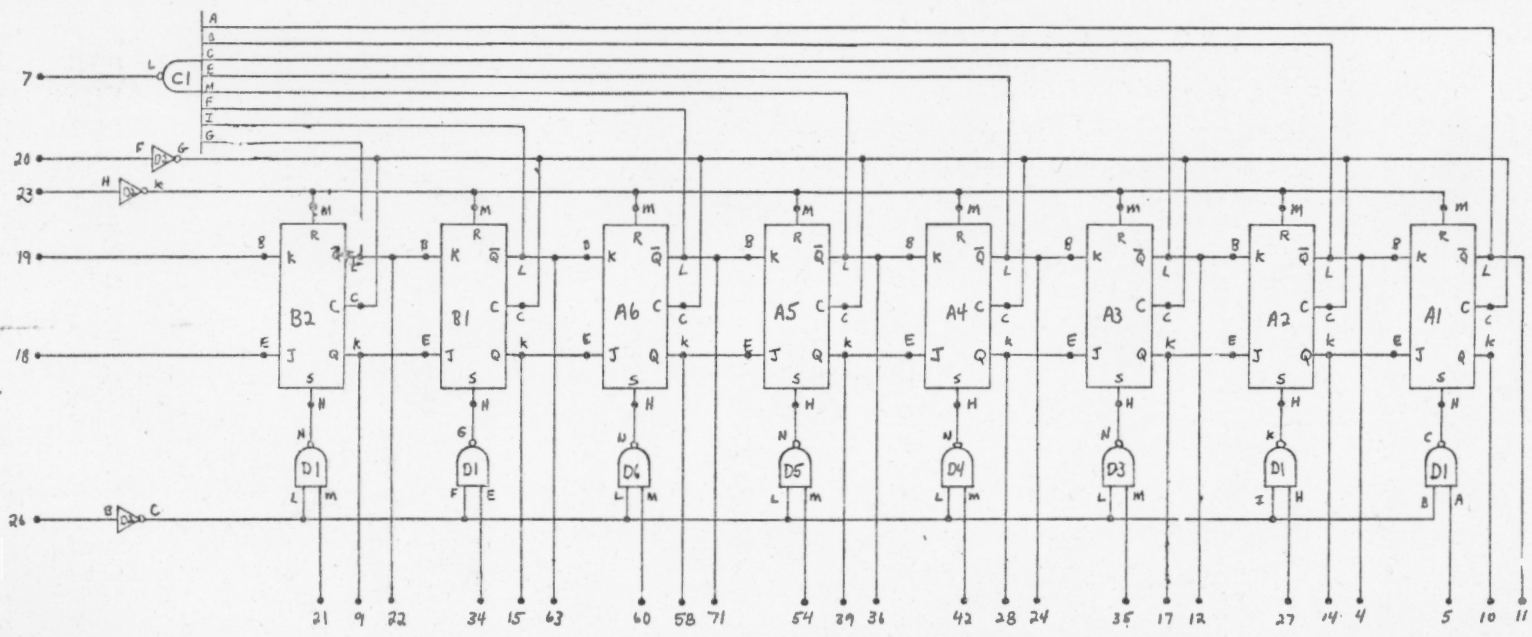 A
B
L C
7 C1 E
M
F
I
G
20 F G
23 H K
M M M M M M M M
R R R R R R R R
19 B K B K Q̄ B K Q̄ B K Q̄ B K Q̄ B K Q̄ B K Q̄ B K Q̄
L L L L L L L
C C C C C C C C
B2 B1 A6 A5 A4 A3 A2 A1
C C C C C C C
18 E J Q K E J Q K E J Q K E J Q K E J Q K E J Q K E J Q K E J Q K
S S S S S S S S
H H H H H H H H
N G N N N N K C
D1 D1 D6 D5 D4 D3 D1 D1
L M F E L M L M L M L M I H B A
26 B C
21 9 22 34 15 63 60 58 71 54 39 36 42 28 24 35 17 12 27 14 4 5 10 11